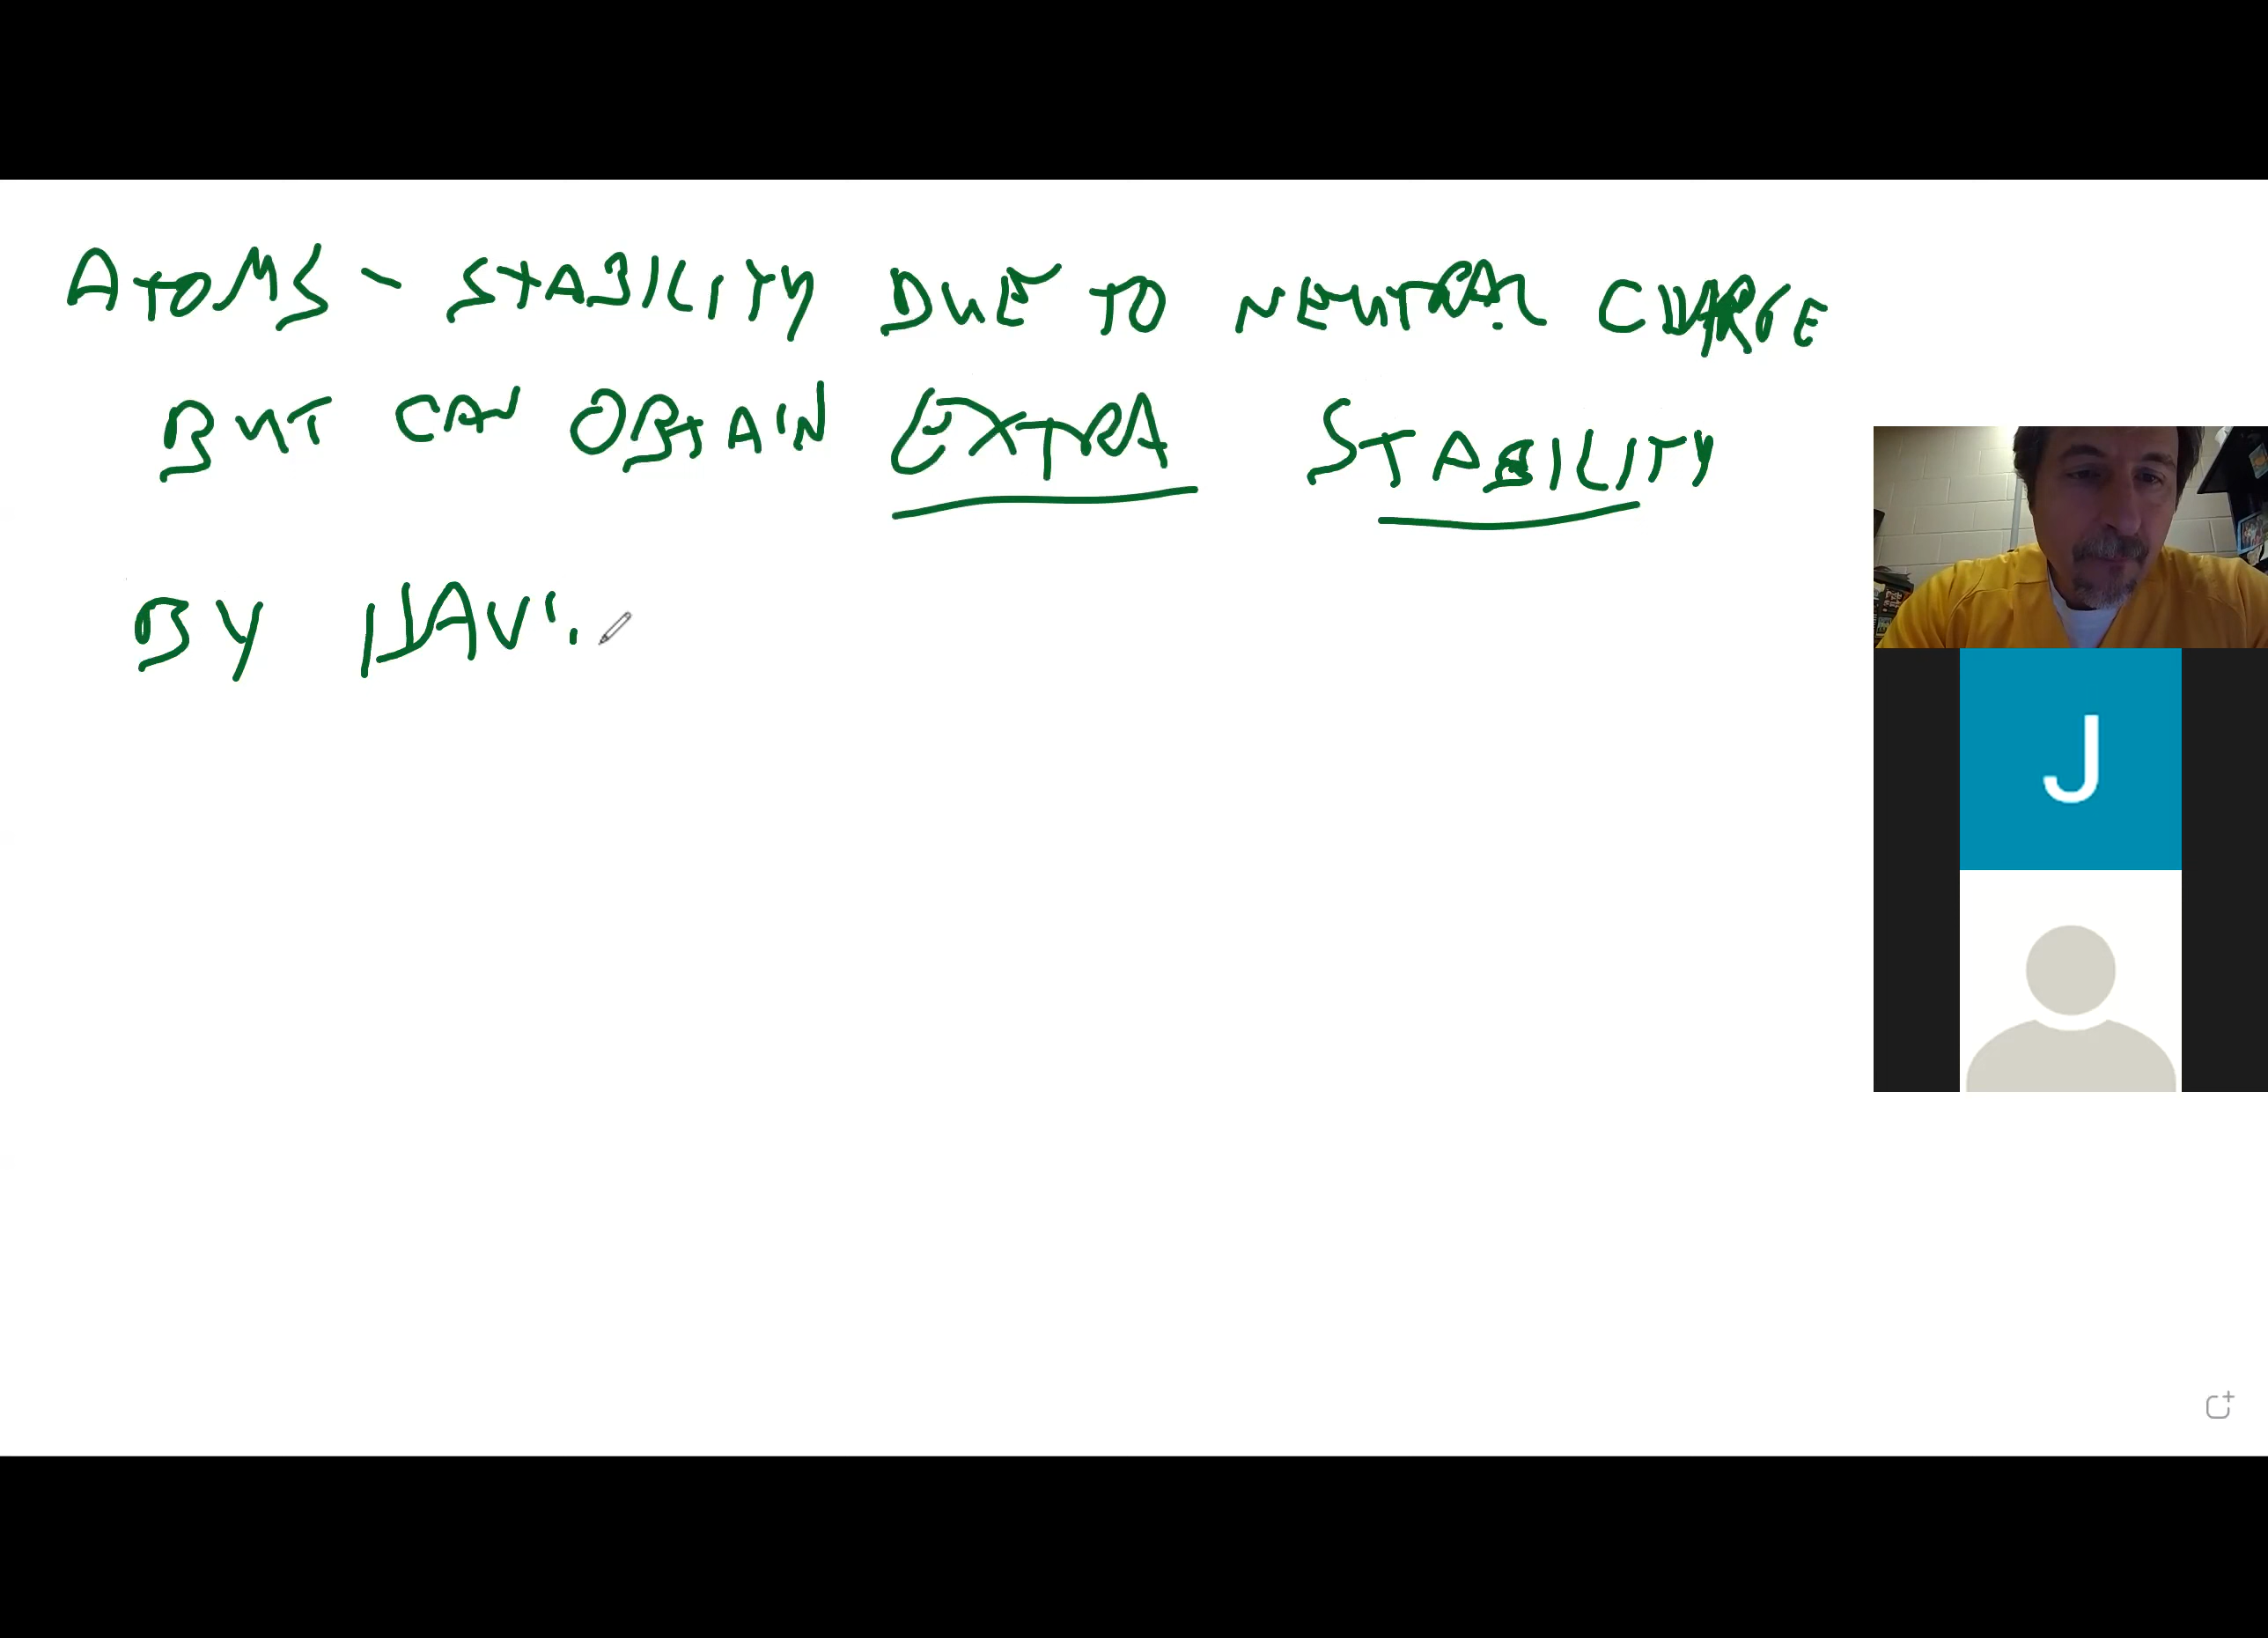 ATOMS - STABILITY DUE TO NEUTRAL CHARGE
BUT CAN OBTAIN EXTRA STABILITY
BY HAVI
J